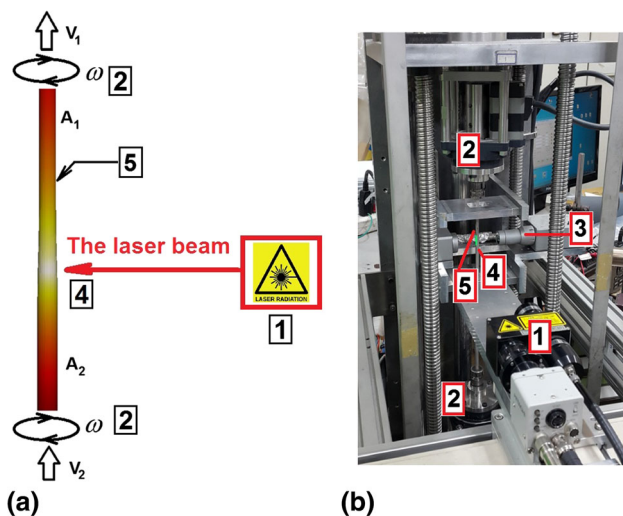 V1
ω 2
A1
5
The laser beam
LASER RADIATION
4
1
A2
ω 2
V2
(a)
2
3
5
4
1
2
(b)